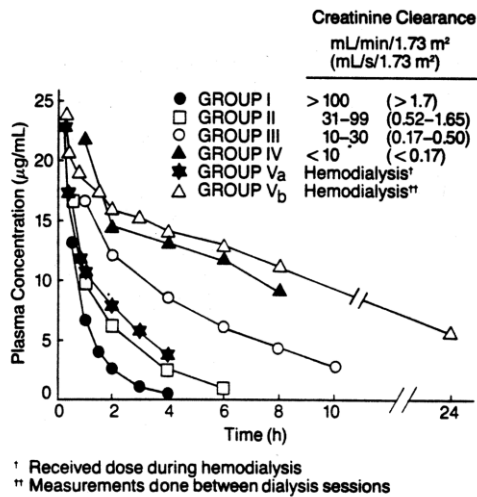 Creatinine Clearance
mL/min/1.73 m²
(mL/s/1.73 m²)
GROUP I >100 (>1.7)
GROUP II 31–99 (0.52–1.65)
GROUP III 10–30 (0.17–0.50)
GROUP IV <10 (<0.17)
GROUP Va Hemodialysis†
GROUP Vb Hemodialysis††
Plasma Concentration (μg/mL)
25
20
15
10
5
0
0 2 4 6 8 10 24
Time (h)
† Received dose during hemodialysis
†† Measurements done between dialysis sessions